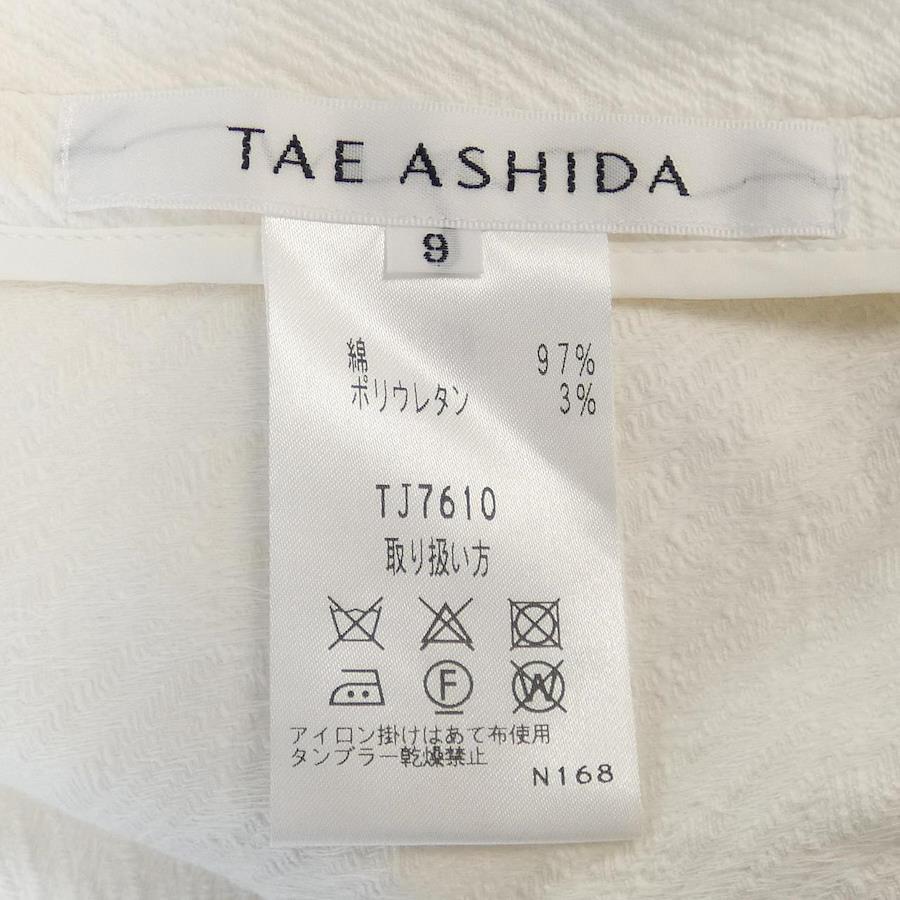 TAE ASHIDA
9
綿 97%
ポリウレタン 3%
TJ7610
取り扱い方
F
W
アイロン掛けはあて布使用
タンブラー乾燥禁止
N168